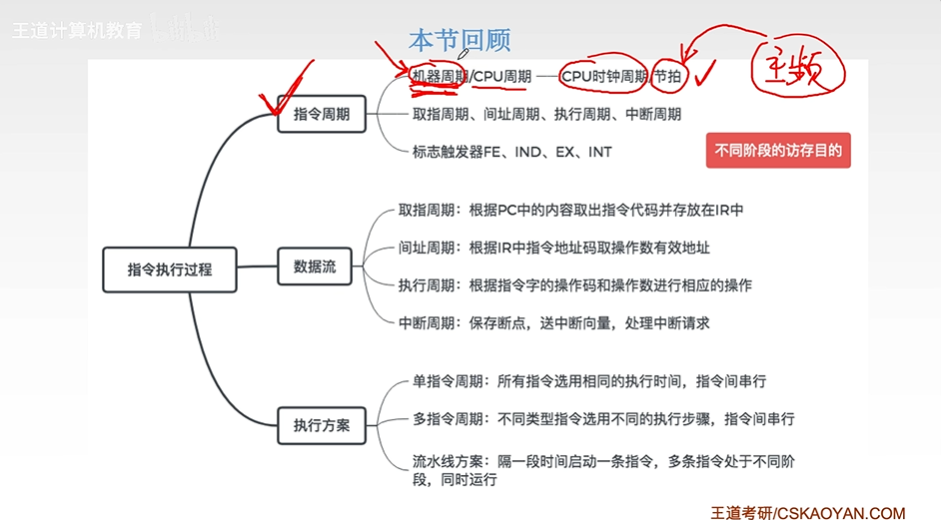 王道计算机教育
本节回顾
机器周期/CPU周期 — CPU时钟周期/节拍
主频
指令周期
取指周期、间址周期、执行周期、中断周期
标志触发器FE、IND、EX、INT
不同阶段的访存目的
取指周期：根据PC中的内容取出指令代码并存放在IR中
间址周期：根据IR中指令地址码取操作数有效地址
指令执行过程
数据流
执行周期：根据指令字的操作码和操作数进行相应的操作
中断周期：保存断点，送中断向量，处理中断请求
单指令周期：所有指令选用相同的执行时间，指令间串行
执行方案
多指令周期：不同类型指令选用不同的执行步骤，指令间串行
流水线方案：隔一段时间启动一条指令，多条指令处于不同阶
段，同时运行
王道考研/CSKAOYAN.COM